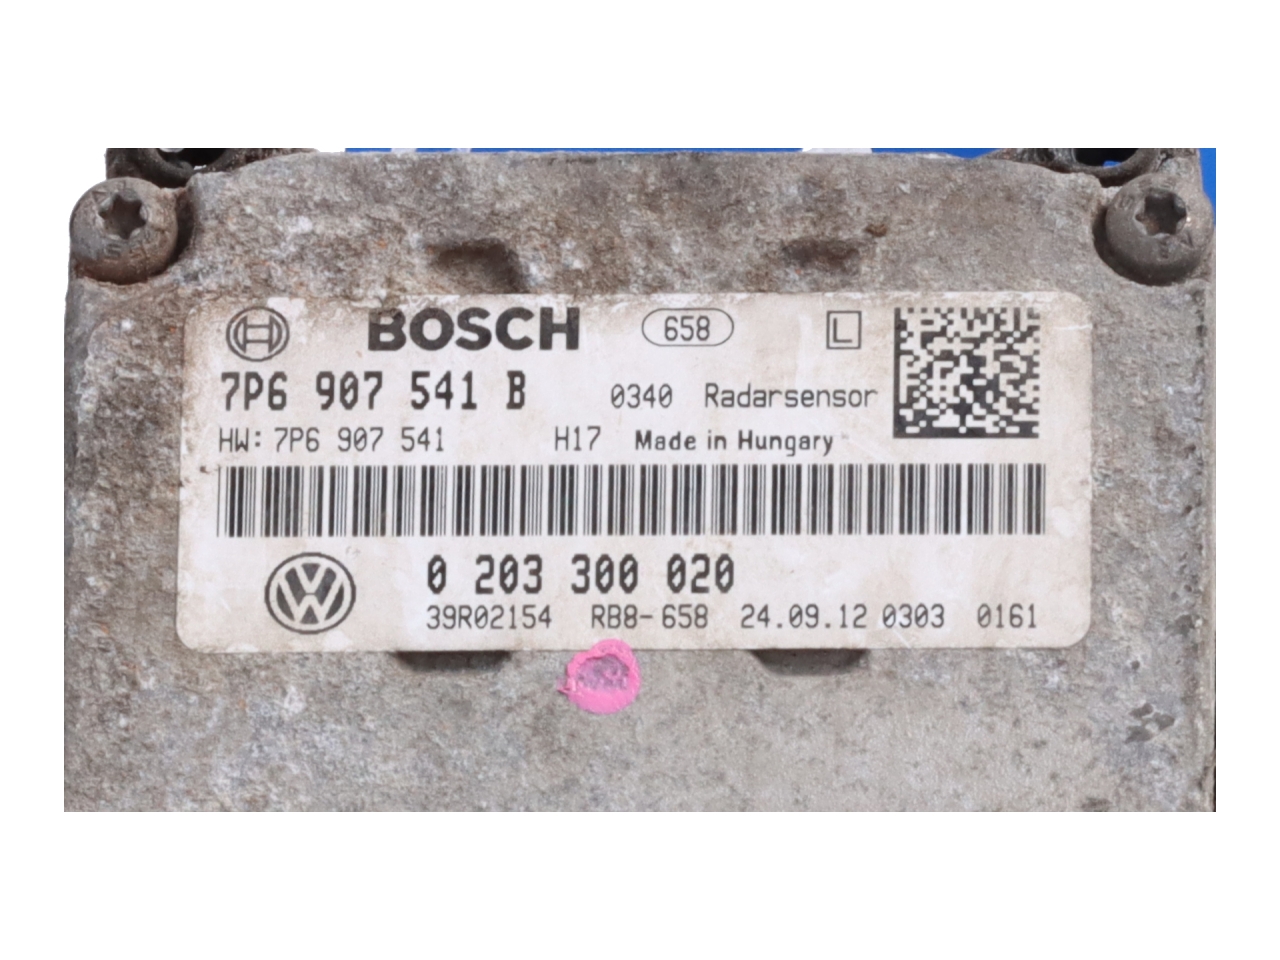 BOSCH 658 L
7P6 907 541 B 0340 Radarsensor
HW: 7P6 907 541 H17 Made in Hungary
0 203 300 020
39R02154 RB8-658 24.09.12 0303 0161